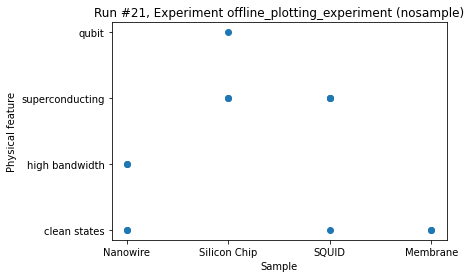 Run #21, Experiment offline_plotting_experiment (nosample)
qubit
superconducting
high bandwidth
clean states
Physical feature
Nanowire Silicon Chip SQUID Membrane
Sample